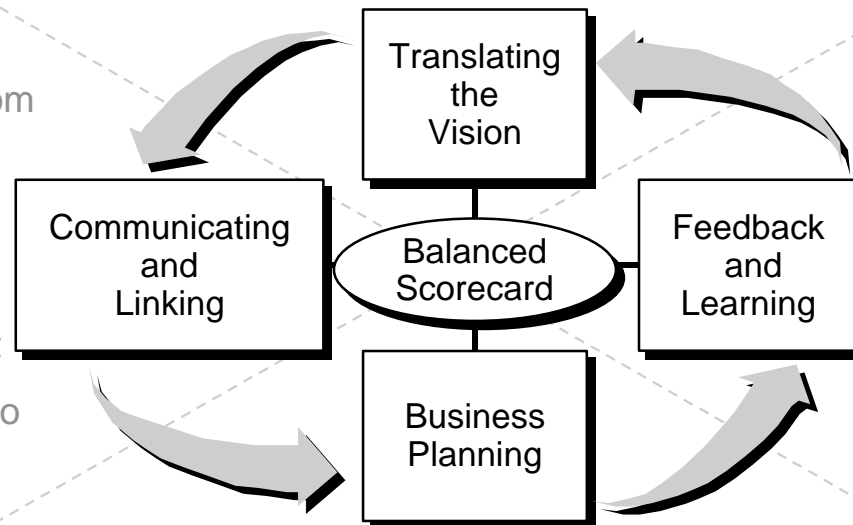 Translating
the
Vision
Communicating
and
Linking
Balanced
Scorecard
Feedback
and
Learning
Business
Planning